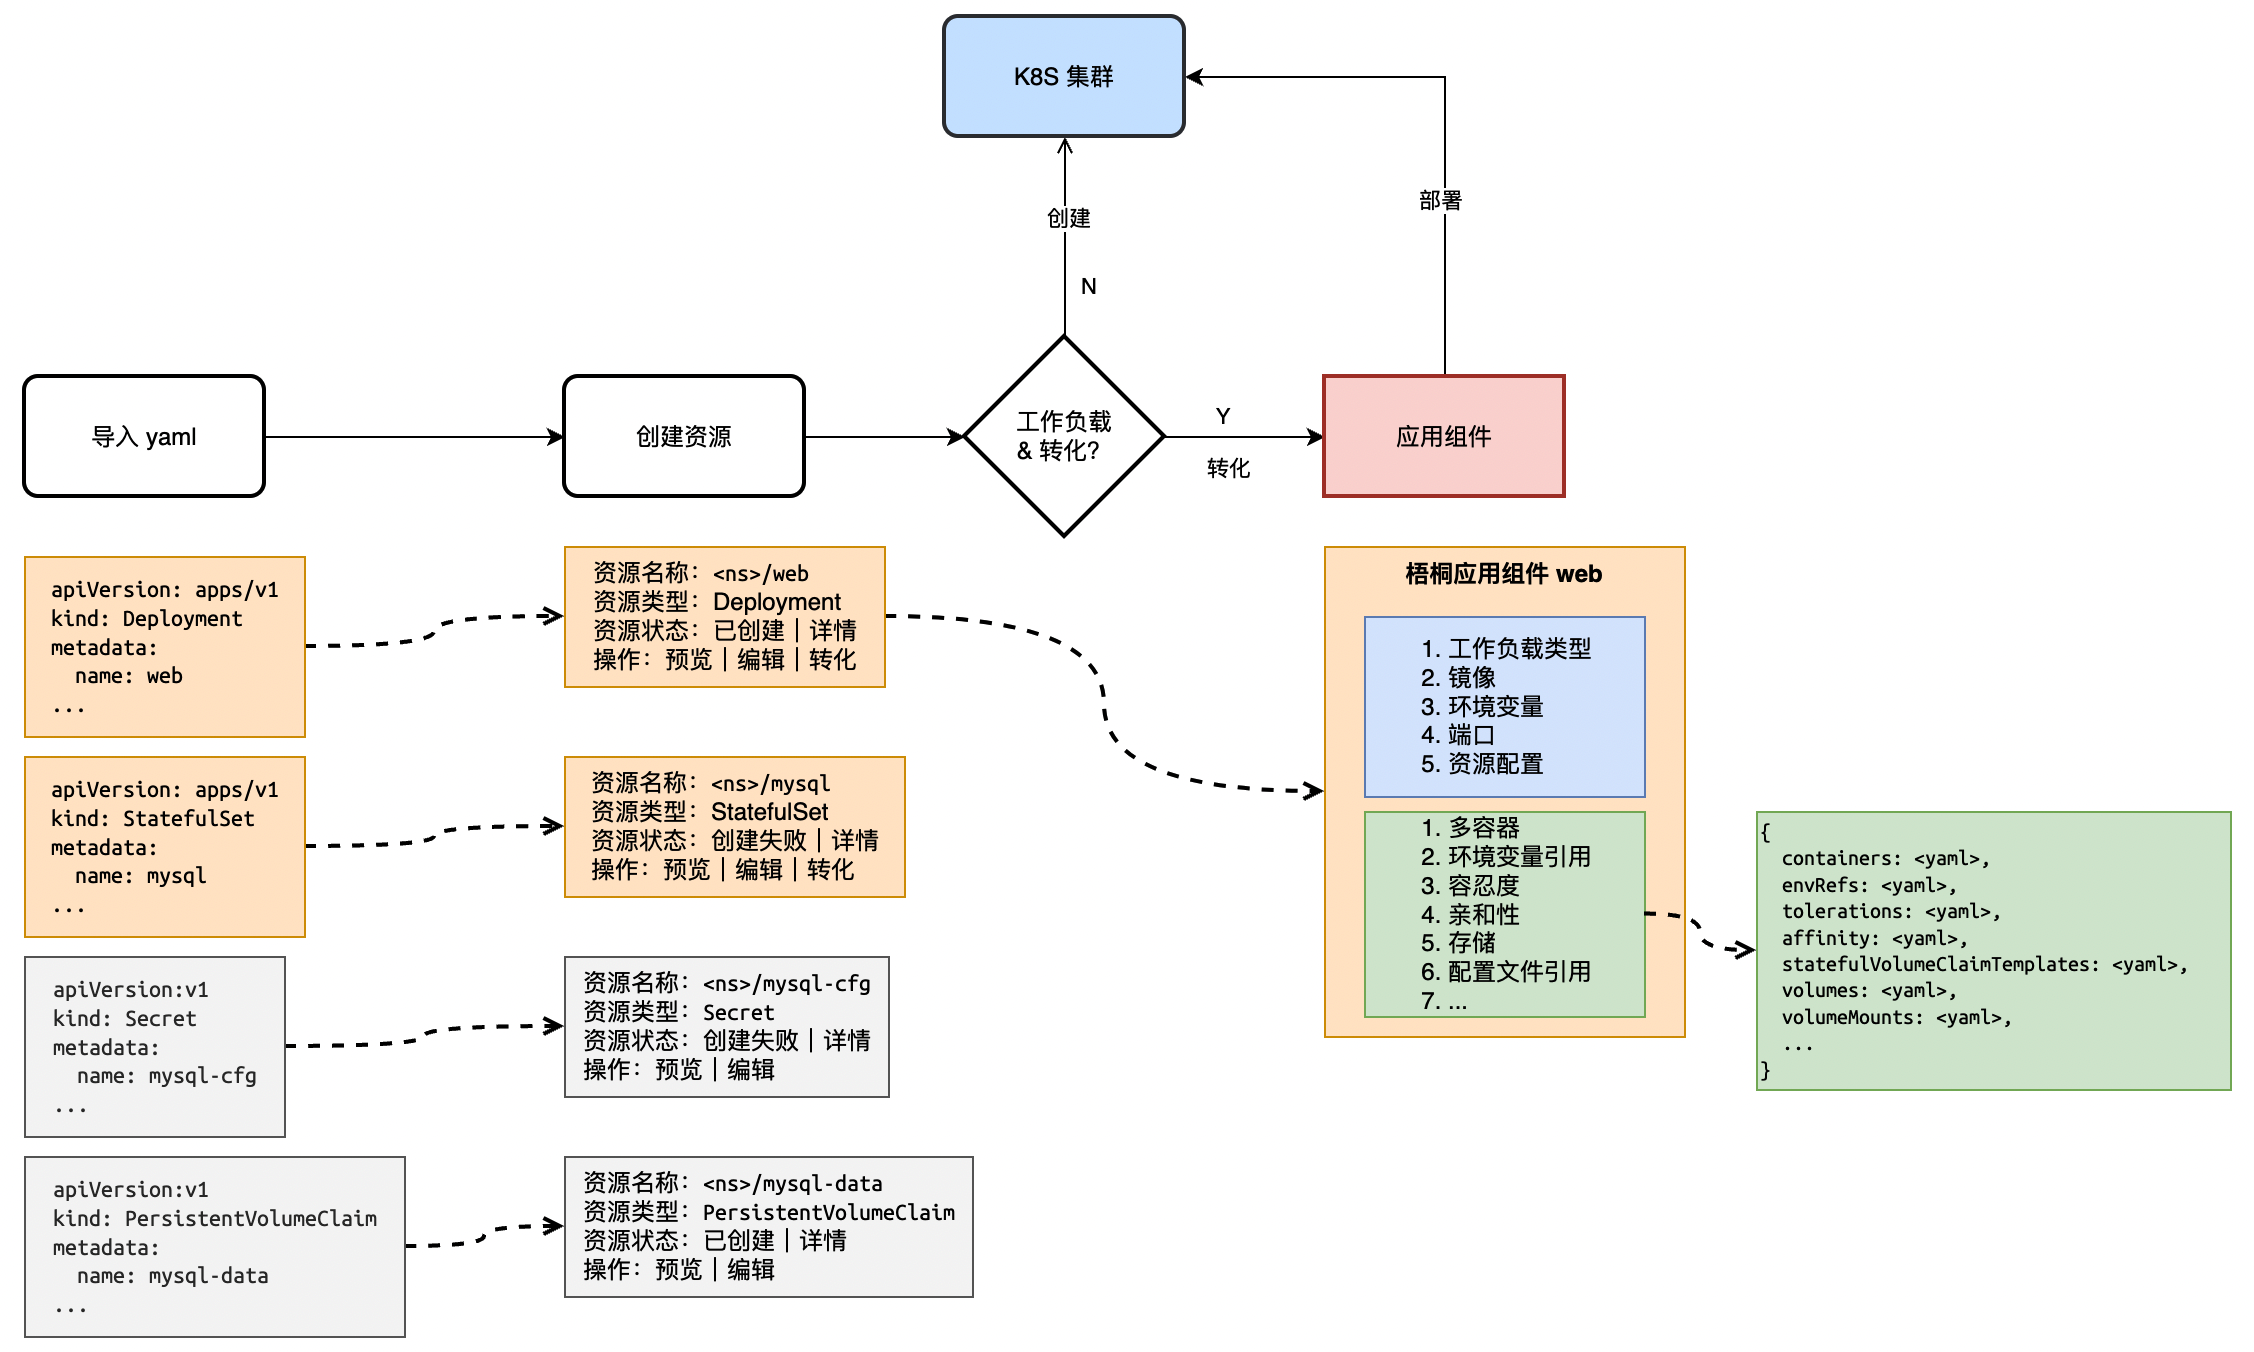 K8S 集群
部署
创建
N
导入 yaml
创建资源
工作负载
& 转化?
Y
转化
应用组件
apiVersion: apps/v1
kind: Deployment
metadata:
name: web
...
资源名称：<ns>/web
资源类型：Deployment
资源状态：已创建｜详情
操作：预览｜编辑｜转化
梧桐应用组件 web
1. 工作负载类型
2. 镜像
3. 环境变量
4. 端口
5. 资源配置
apiVersion: apps/v1
kind: StatefulSet
metadata:
name: mysql
...
资源名称：<ns>/mysql
资源类型：StatefulSet
资源状态：创建失败｜详情
操作：预览｜编辑｜转化
1. 多容器
2. 环境变量引用
3. 容忍度
4. 亲和性
5. 存储
6. 配置文件引用
7. ...
{
containers: <yaml>,
envRefs: <yaml>,
tolerations: <yaml>,
affinity: <yaml>,
statefulVolumeClaimTemplates: <yaml>,
volumes: <yaml>,
volumeMounts: <yaml>,
...
}
apiVersion:v1
kind: Secret
metadata:
name: mysql-cfg
...
资源名称：<ns>/mysql-cfg
资源类型：Secret
资源状态：创建失败｜详情
操作：预览｜编辑
apiVersion:v1
kind: PersistentVolumeClaim
metadata:
name: mysql-data
...
资源名称：<ns>/mysql-data
资源类型：PersistentVolumeClaim
资源状态：已创建｜详情
操作：预览｜编辑